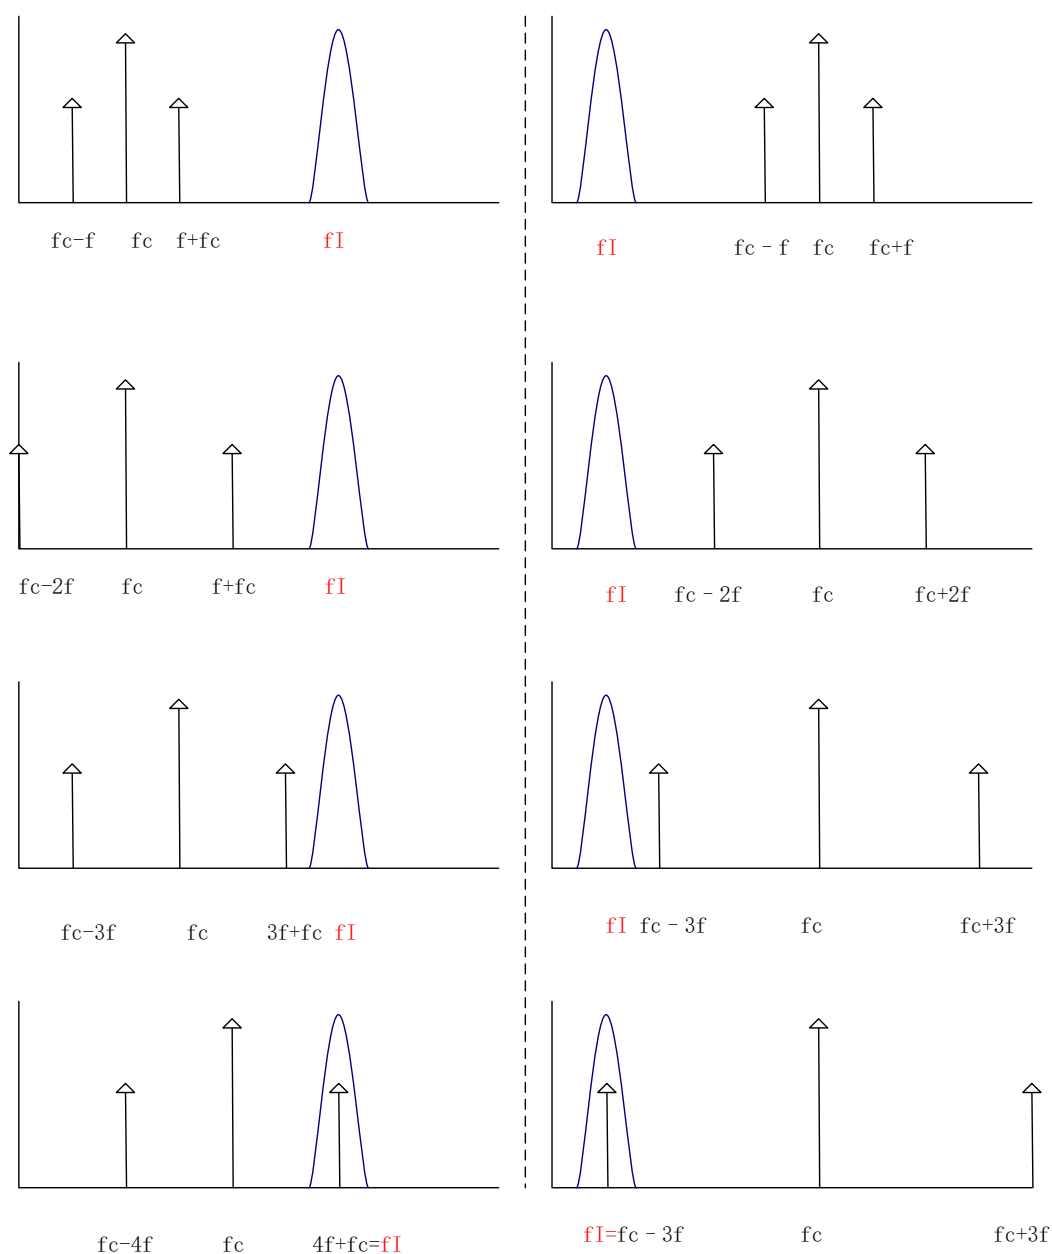 fc-f fc f+fc fI
fI fc - f fc fc+f
fc-2f fc f+fc fI
fI fc - 2f fc fc+2f
fc-3f fc 3f+fc fI
fI fc - 3f fc fc+3f
fc-4f fc 4f+fc=fI
fI=fc - 3f fc fc+3f